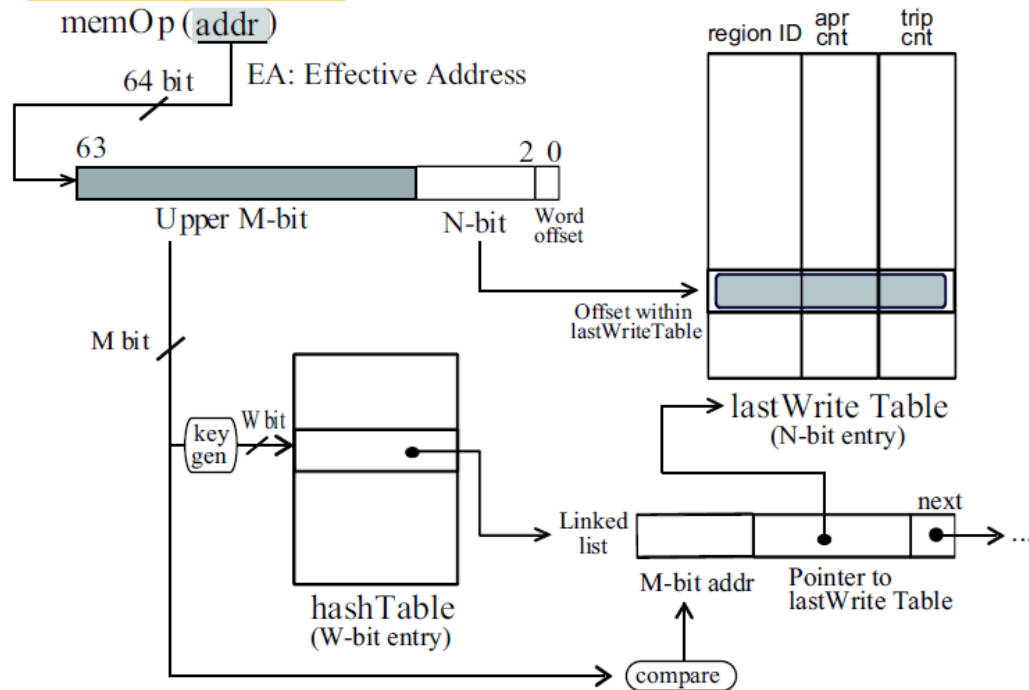 memOp (addr)
64 bit
EA: Effective Address
63
2 0
Upper M-bit
N-bit
Word
offset
region ID
apr
cnt
trip
cnt
Offset within
lastWriteTable
lastWrite Table
(N-bit entry)
M bit
key
gen
W bit
hashTable
(W-bit entry)
Linked
list
next
...
M-bit addr
Pointer to
lastWrite Table
compare